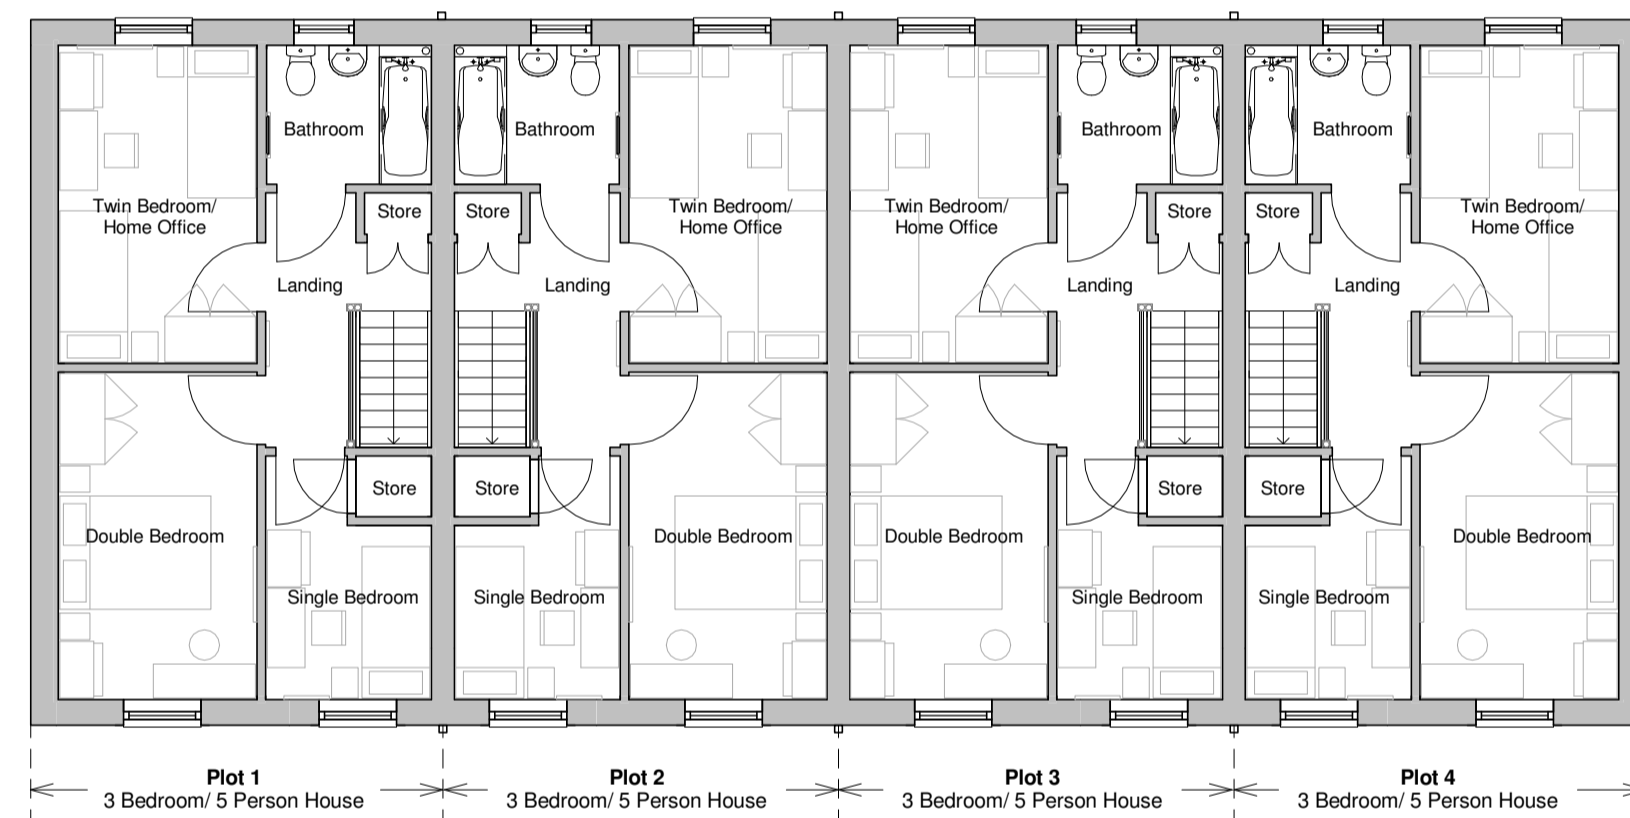 Bathroom
Bathroom
Bathroom
Bathroom
Twin Bedroom/
Home Office
Store
Store
Twin Bedroom/
Home Office
Twin Bedroom/
Home Office
Store
Store
Twin Bedroom/
Home Office
Landing
Landing
Landing
Landing
Store
Store
Store
Store
Double Bedroom
Double Bedroom
Double Bedroom
Double Bedroom
Single Bedroom
Single Bedroom
Single Bedroom
Single Bedroom
Plot 1
3 Bedroom/ 5 Person House
Plot 2
3 Bedroom/ 5 Person House
Plot 3
3 Bedroom/ 5 Person House
Plot 4
3 Bedroom/ 5 Person House